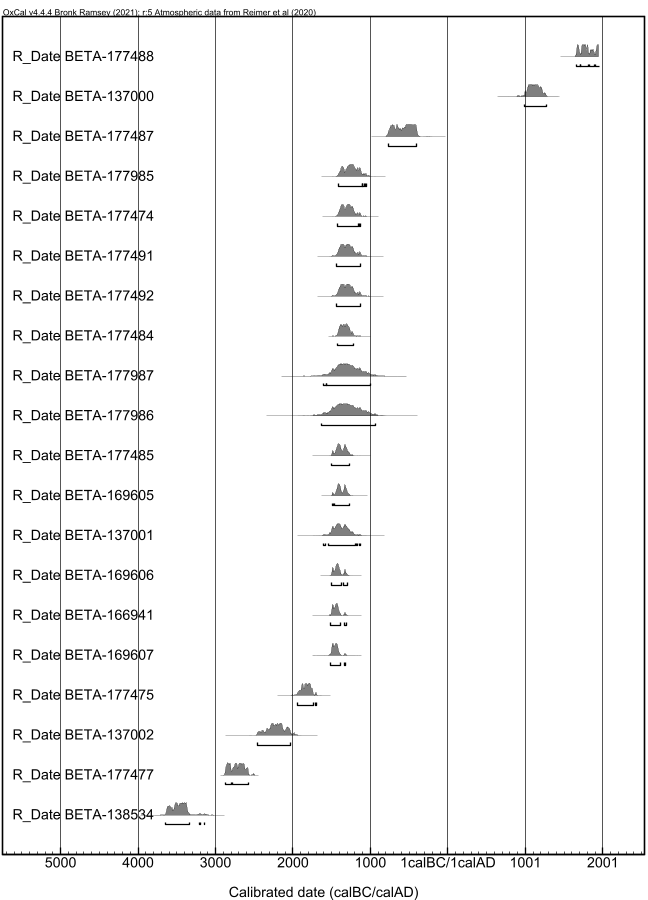 OxCal v4.4.4 Bronk Ramsey (2021); r:5 Atmospheric data from Reimer et al (2020)
R_Date BETA-177488
R_Date BETA-137000
R_Date BETA-177487
R_Date BETA-177985
R_Date BETA-177474
R_Date BETA-177491
R_Date BETA-177492
R_Date BETA-177484
R_Date BETA-177987
R_Date BETA-177986
R_Date BETA-177485
R_Date BETA-169605
R_Date BETA-137001
R_Date BETA-169606
R_Date BETA-166941
R_Date BETA-169607
R_Date BETA-177475
R_Date BETA-137002
R_Date BETA-177477
R_Date BETA-138534
5000 4000 3000 2000 1000 1calBC/1calAD 1001 2001
Calibrated date (calBC/calAD)